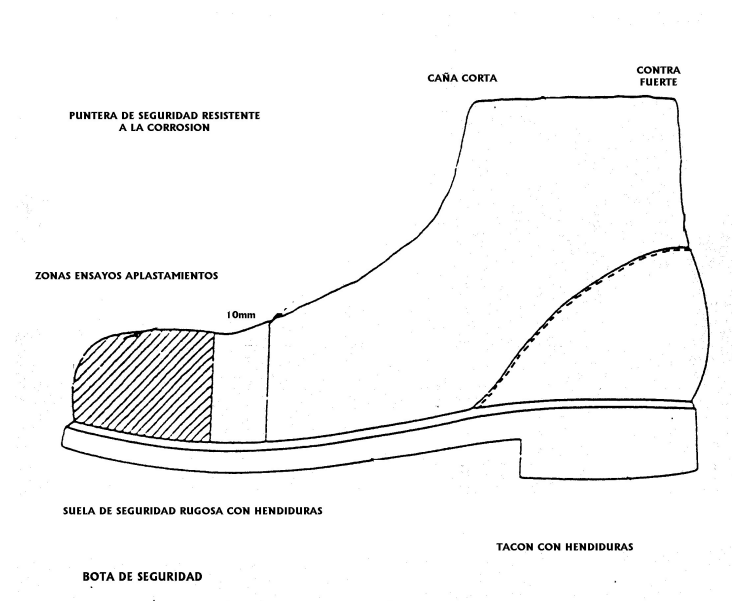 CAÑA CORTA
CONTRA
FUERTE
PUNTERA DE SEGURIDAD RESISTENTE
A LA CORROSION
ZONAS ENSAYOS APLASTAMIENTOS
10mm
SUELA DE SEGURIDAD RUGOSA CON HENDIDURAS
TACON CON HENDIDURAS
BOTA DE SEGURIDAD